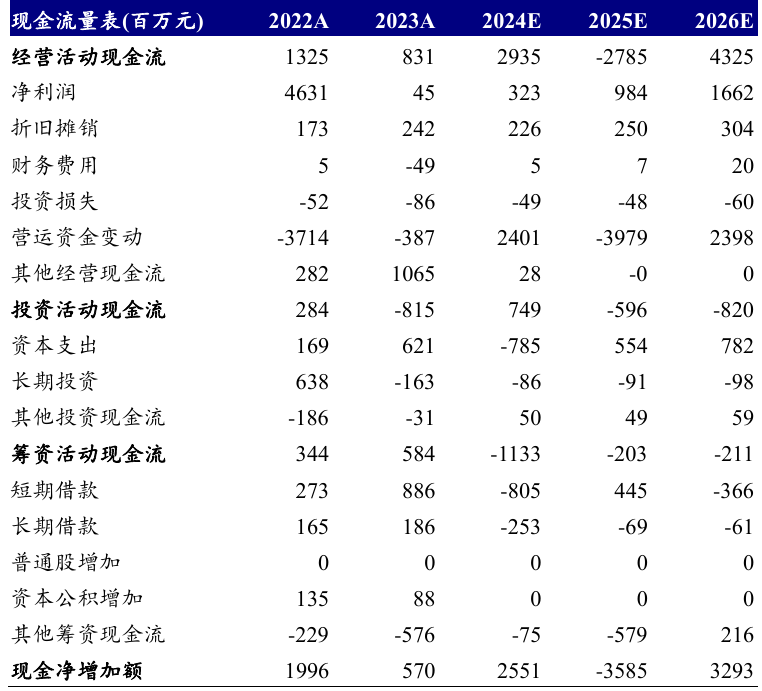 现金流量表(百万元) 2022A 2023A 2024E 2025E 2026E
经营活动现金流 1325 831 2935 -2785 4325
净利润 4631 45 323 984 1662
折旧摊销 173 242 226 250 304
财务费用 5 -49 5 7 20
投资损失 -52 -86 -49 -48 -60
营运资金变动 -3714 -387 2401 -3979 2398
其他经营现金流 282 1065 28 -0 0
投资活动现金流 284 -815 749 -596 -820
资本支出 169 621 -785 554 782
长期投资 638 -163 -86 -91 -98
其他投资现金流 -186 -31 50 49 59
筹资活动现金流 344 584 -1133 -203 -211
短期借款 273 886 -805 445 -366
长期借款 165 186 -253 -69 -61
普通股增加 0 0 0 0 0
资本公积增加 135 88 0 0 0
其他筹资现金流 -229 -576 -75 -579 216
现金净增加额 1996 570 2551 -3585 3293